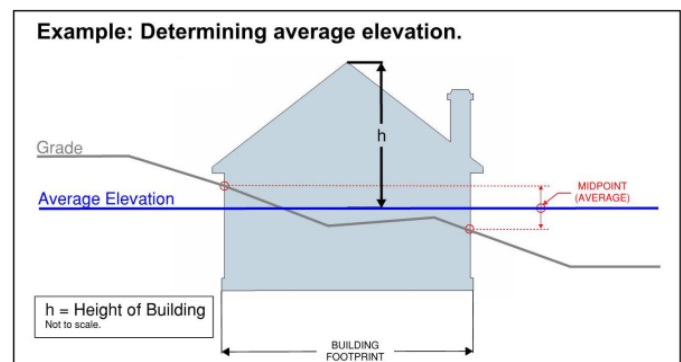 Example: Determining average elevation.
h
Grade
MIDPOINT
(AVERAGE)
Average Elevation
h = Height of Building
Not to scale.
BUILDING
FOOTPRINT